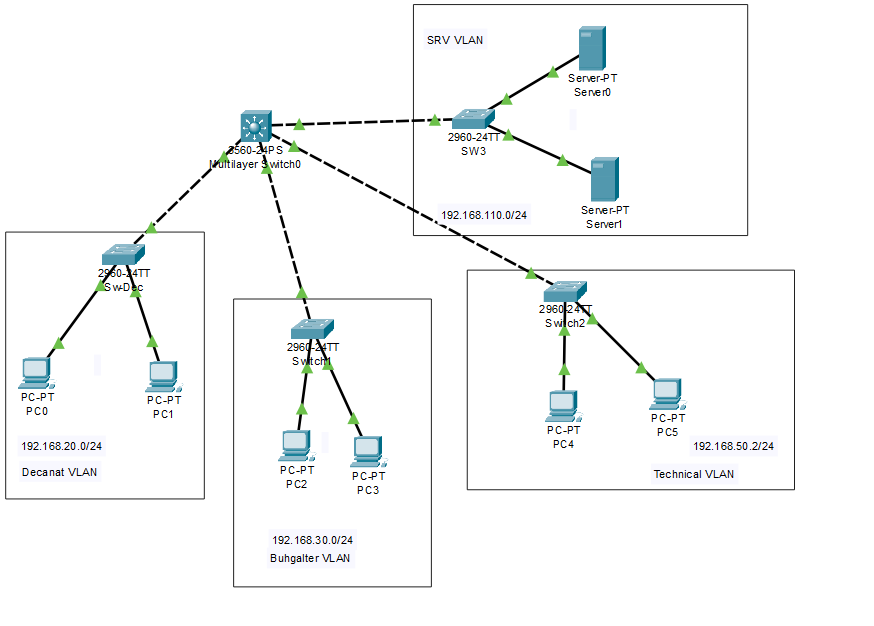 SRV VLAN
Server-PT
Server0
2960-24TT
SW3
3560-24PS
Multilayer Switch0
Server-PT
Server1
192.168.110.0/24
2960-24TT
Sw-Dec
2960-24TT
Switch2
2960-24TT
Switch1
PC-PT
PC0
PC-PT
PC1
PC-PT
PC4
PC-PT
PC5
192.168.20.0/24
Decanat VLAN
192.168.50.2/24
Technical VLAN
PC-PT
PC2
PC-PT
PC3
192.168.30.0/24
Buhgalter VLAN